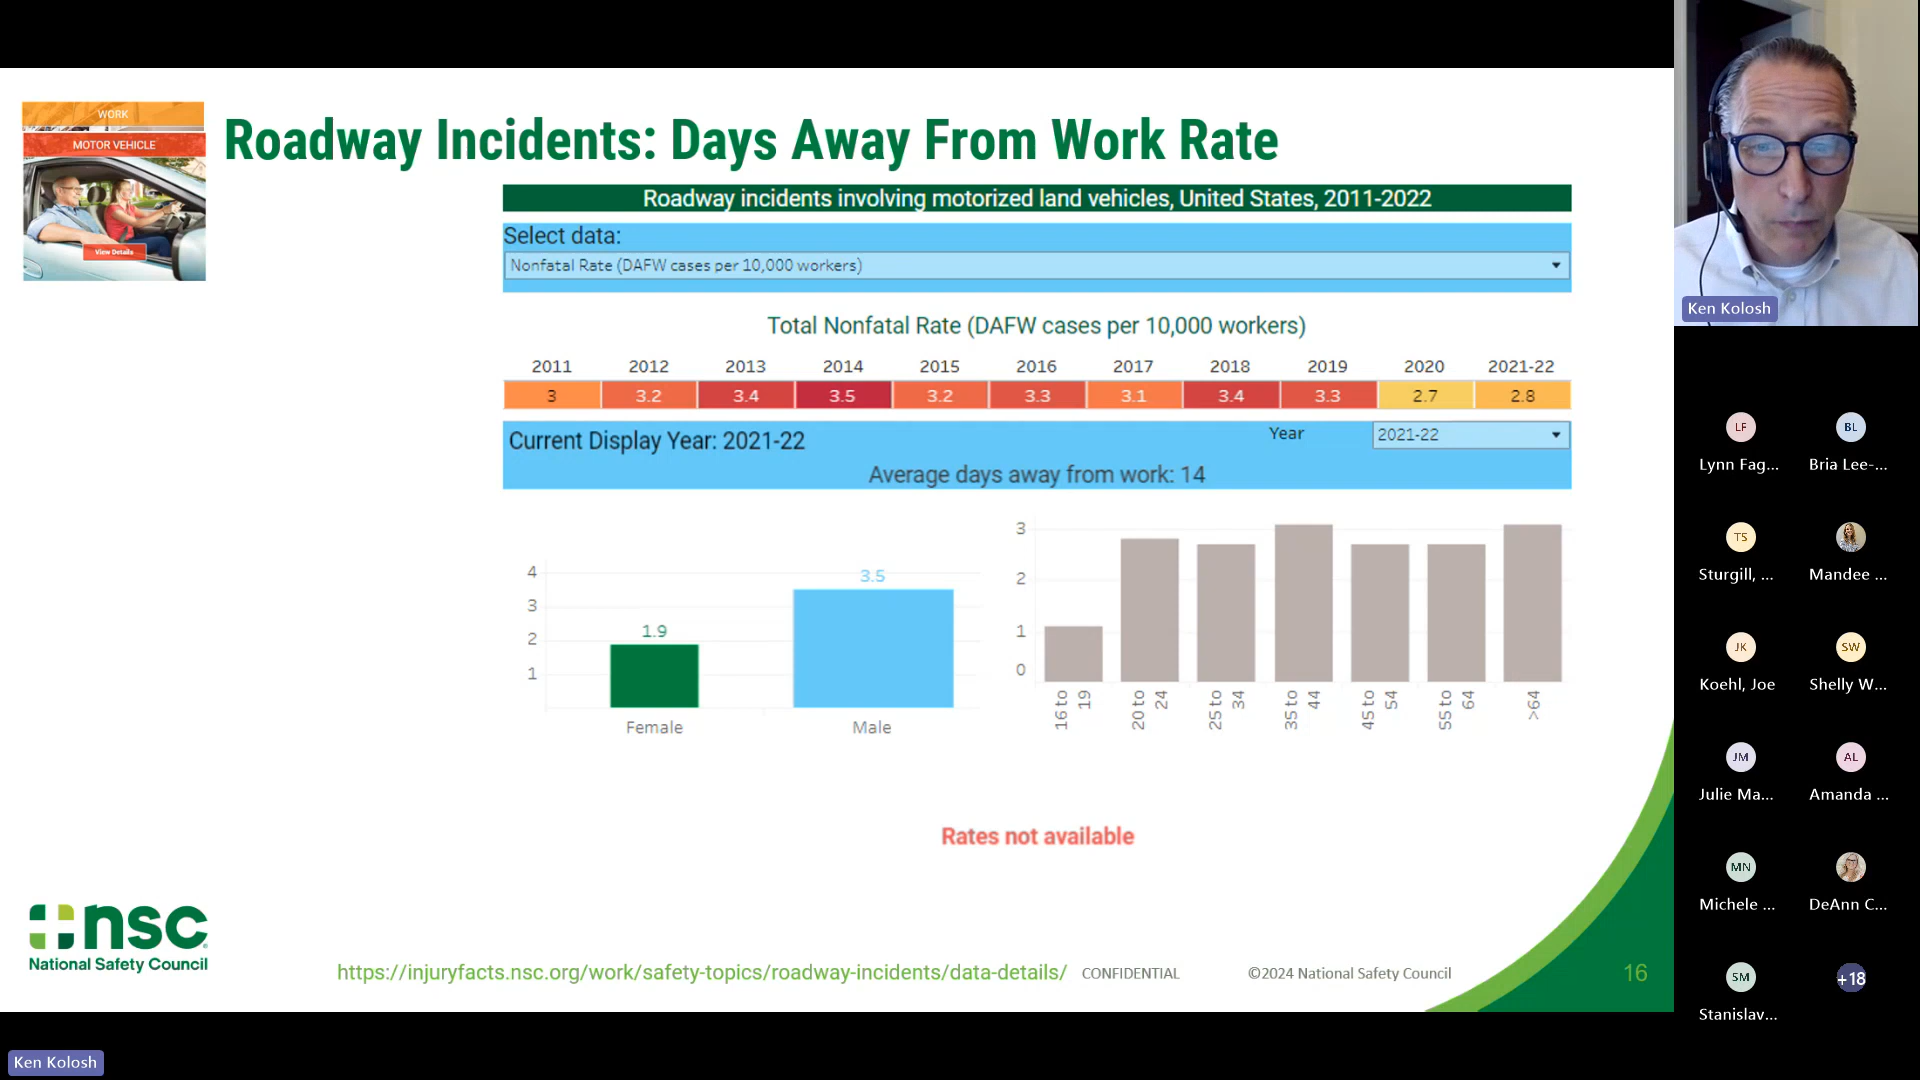 WORK
MOTOR VEHICLE
View Details
Roadway Incidents: Days Away From Work Rate
Roadway incidents involving motorized land vehicles, United States, 2011-2022
Select data:
Nonfatal Rate (DAFW cases per 10,000 workers)
Total Nonfatal Rate (DAFW cases per 10,000 workers)
2011 2012 2013 2014 2015 2016 2017 2018 2019 2020 2021-22
3 3.2 3.4 3.5 3.2 3.3 3.1 3.4 3.3 2.7 2.8
Current Display Year: 2021-22
Year 2021-22
Average days away from work: 14
4
3
2
1
1.9
3.5
Female Male
3
2
1
0
16 to 19
20 to 24
25 to 34
35 to 44
45 to 54
55 to 64
>64
Rates not available
nsc
National Safety Council
https://injuryfacts.nsc.org/work/safety-topics/roadway-incidents/data-details/ CONFIDENTIAL ©2024 National Safety Council 16
Ken Kolosh
Ken Kolosh
LF BL
Lynn Fag... Bria Lee-...
TS
Sturgill, ... Mandee ...
JK SW
Koehl, Joe Shelly W...
JM AL
Julie Ma... Amanda ...
MN
Michele ... DeAnn C...
SM +18
Stanislav...